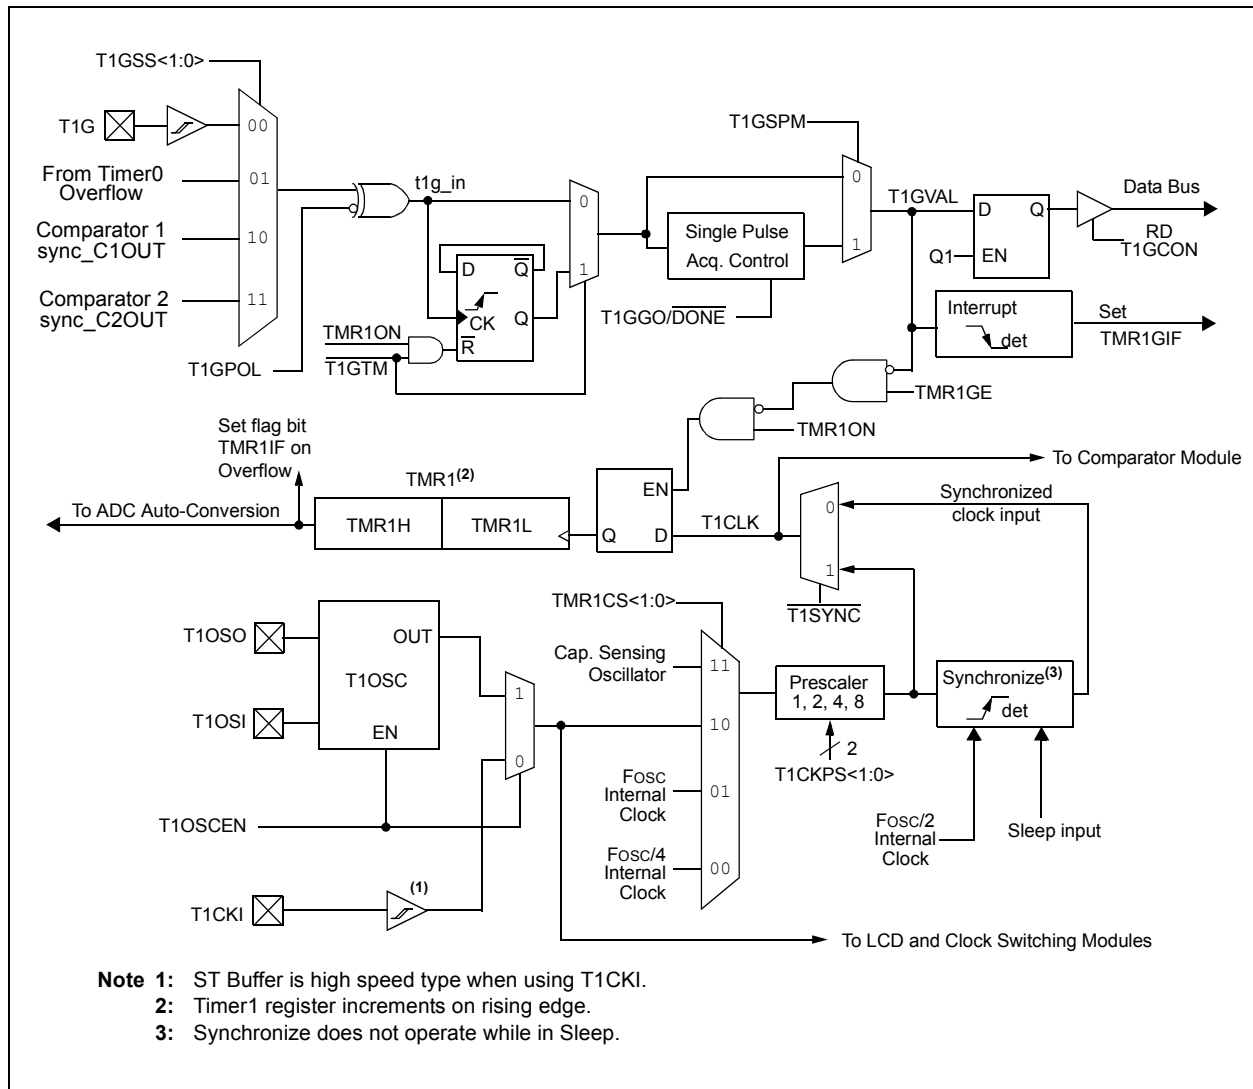 T1GSS<1:0>
T1G
00
From Timer0
Overflow
01
Comparator 1
sync_C1OUT
10
Comparator 2
sync_C2OUT
11
T1GPOL
t1g_in
D
Q
CK
Q
R
TMR1ON
T1GTM
0
1
Single Pulse
Acq. Control
T1GGO/DONE
T1GSPM
0
1
T1GVAL
D
Q
Q1
EN
Data Bus
RD
T1GCON
Interrupt
det
Set
TMR1GIF
TMR1GE
TMR1ON
Set flag bit
TMR1IF on
Overflow
To ADC Auto-Conversion
TMR1(2)
TMR1H
TMR1L
EN
Q
D
T1CLK
To Comparator Module
Synchronized
clock input
0
1
T1SYNC
T1OSO
T1OSI
OUT
T1OSC
EN
T1OSCEN
T1CKI
(1)
1
0
TMR1CS<1:0>
Cap. Sensing
Oscillator
11
10
FOSC
Internal
Clock
01
FOSC/4
Internal
Clock
00
Prescaler
1, 2, 4, 8
2
T1CKPS<1:0>
Synchronize(3)
det
FOSC/2
Internal
Clock
Sleep input
To LCD and Clock Switching Modules
Note 1: ST Buffer is high speed type when using T1CKI.
2: Timer1 register increments on rising edge.
3: Synchronize does not operate while in Sleep.